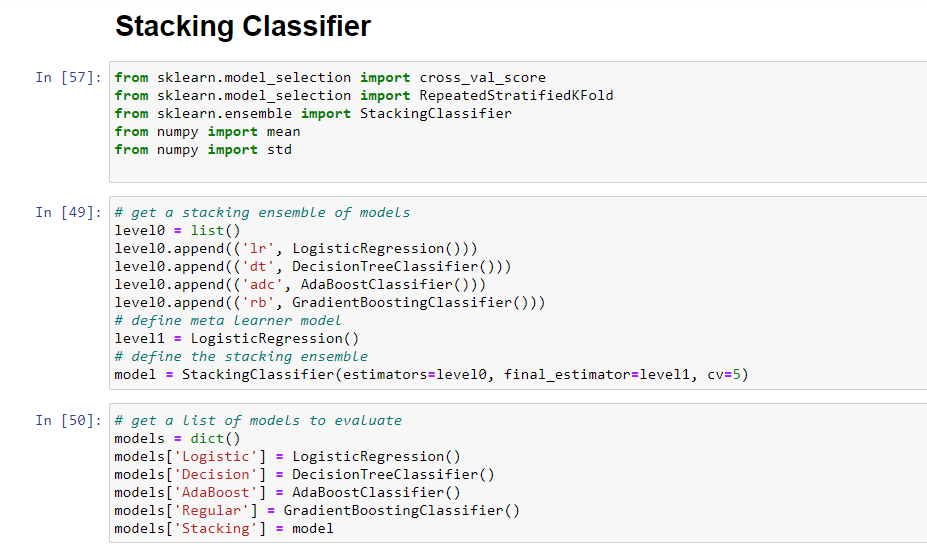 Stacking Classifier
In [57]: from sklearn.model_selection import cross_val_score
from sklearn.model_selection import RepeatedStratifiedKFold
from sklearn.ensemble import StackingClassifier
from numpy import mean
from numpy import std
In [49]: # get a stacking ensemble of models
level0 = list()
level0.append(('lr', LogisticRegression()))
level0.append(('dt', DecisionTreeClassifier()))
level0.append(('adc', AdaBoostClassifier()))
level0.append(('rb', GradientBoostingClassifier()))
# define meta learner model
level1 = LogisticRegression()
# define the stacking ensemble
model = StackingClassifier(estimators=level0, final_estimator=level1, cv=5)
In [50]: # get a list of models to evaluate
models = dict()
models['Logistic'] = LogisticRegression()
models['Decision'] = DecisionTreeClassifier()
models['AdaBoost'] = AdaBoostClassifier()
models['Regular'] = GradientBoostingClassifier()
models['Stacking'] = model